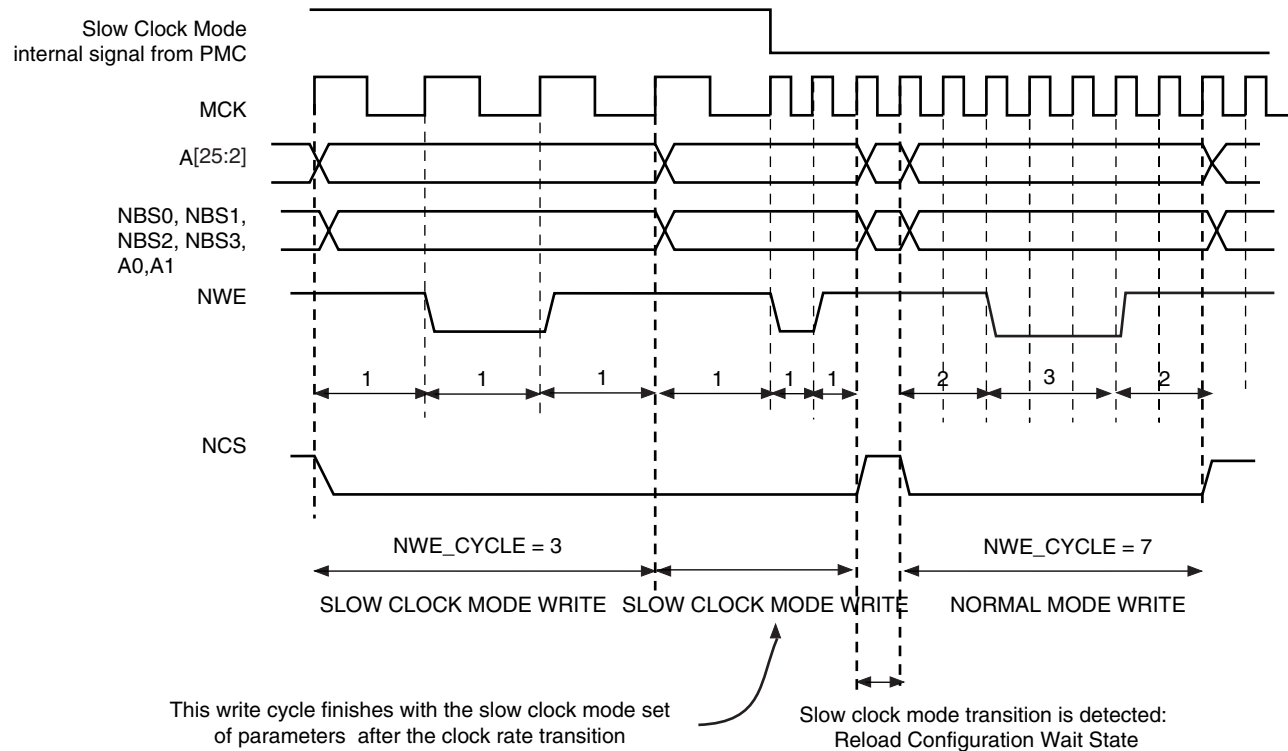 Slow Clock Mode
internal signal from PMC
MCK
A[25:2]
NBS0, NBS1,
NBS2, NBS3,
A0,A1
NWE
1 1 1 1 1 1 2 3 2
NCS
NWE_CYCLE = 3 NWE_CYCLE = 7
SLOW CLOCK MODE WRITE SLOW CLOCK MODE WRITE NORMAL MODE WRITE
This write cycle finishes with the slow clock mode set
of parameters after the clock rate transition
Slow clock mode transition is detected:
Reload Configuration Wait State